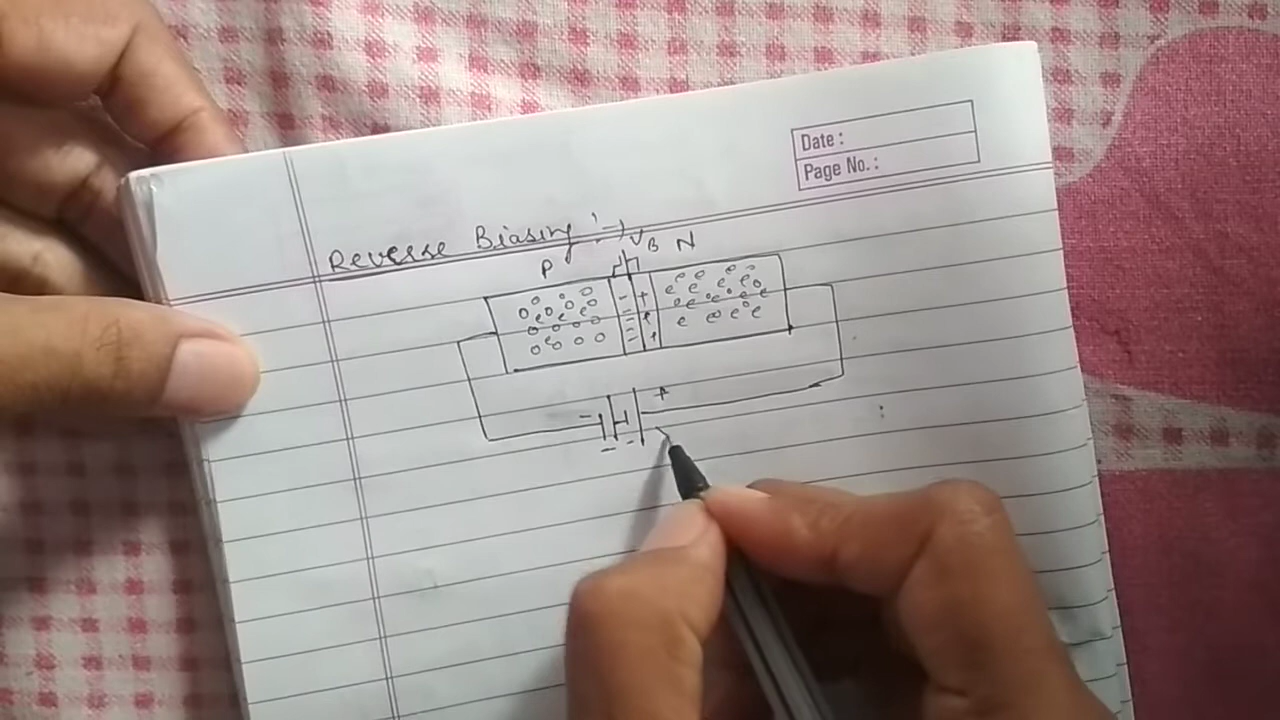 Date :
Page No. :
Reverse Biasing :→
P VB N
- +